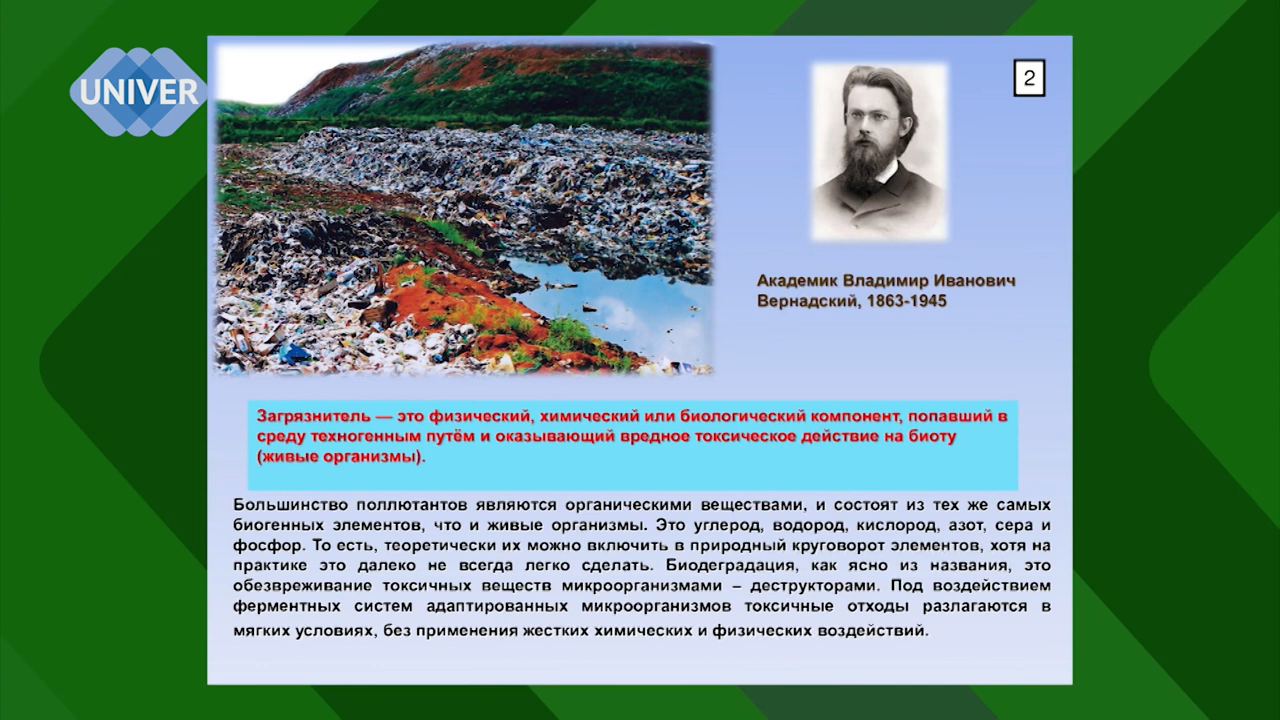 UNIVER
2
Академик Владимир Иванович
Вернадский, 1863-1945
Загрязнитель — это физический, химический или биологический компонент, попавший в
среду техногенным путём и оказывающий вредное токсическое действие на биоту
(живые организмы).
Большинство поллютантов являются органическими веществами, и состоят из тех же самых
биогенных элементов, что и живые организмы. Это углерод, водород, кислород, азот, сера и
фосфор. То есть, теоретически их можно включить в природный круговорот элементов, хотя на
практике это далеко не всегда легко сделать. Биодеградация, как ясно из названия, это
обезвреживание токсичных веществ микроорганизмами – деструкторами. Под воздействием
ферментных систем адаптированных микроорганизмов токсичные отходы разлагаются в
мягких условиях, без применения жестких химических и физических воздействий.